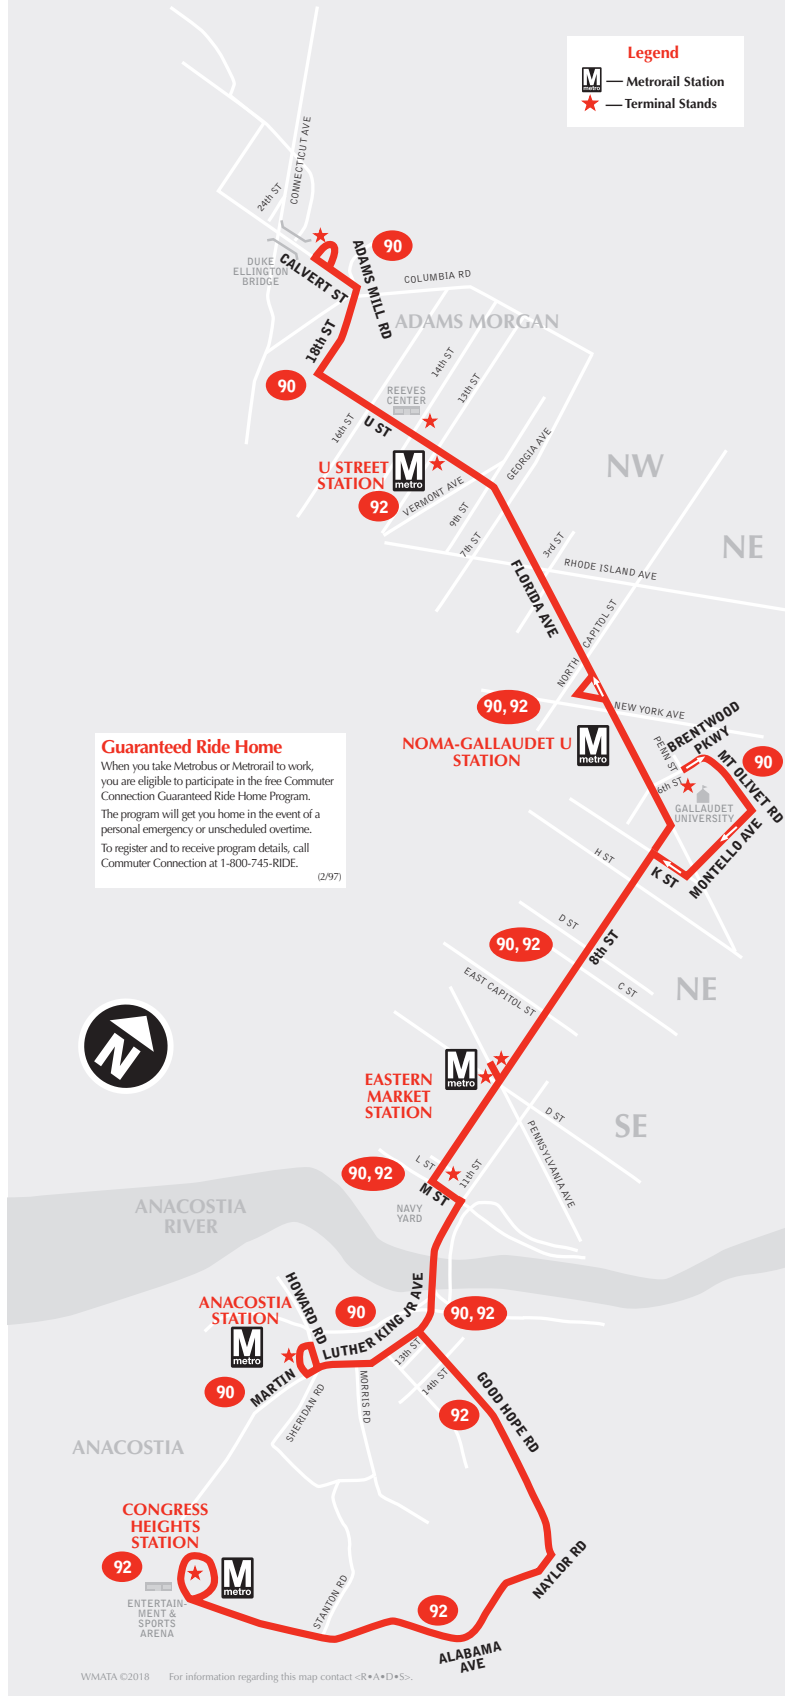 Legend
M metro — Metrorail Station
★ — Terminal Stands
CONNECTICUT AVE
24th ST
DUKE
ELLINGTON
BRIDGE
CALVERT ST
ADAMS MILL RD
90
COLUMBIA RD
ADAMS MORGAN
18th ST
90
14th ST
13th ST
REEVES
CENTER
16th ST
U ST
GEORGIA AVE
NW
U STREET
STATION
M
metro
92
VERMONT AVE
9th ST
7th ST
3rd ST
NE
RHODE ISLAND AVE
FLORIDA AVE
NORTH CAPITOL ST
90, 92
NEW YORK AVE
NOMA-GALLAUDET U
STATION
M
metro
BRENTWOOD
PKWY
PENN ST
MT OLIVET RD
90
6th ST
GALLAUDET
UNIVERSITY
MONTELLO AVE
K ST
H ST
Guaranteed Ride Home
When you take Metrobus or Metrorail to work,
you are eligible to participate in the free Commuter
Connection Guaranteed Ride Home Program.
The program will get you home in the event of a
personal emergency or unscheduled overtime.
To register and to receive program details, call
Commuter Connection at 1-800-745-RIDE.
(2/97)
D ST
8th ST
90, 92
EAST CAPITOL ST
C ST
NE
N
M
metro
EASTERN
MARKET
STATION
D ST
SE
PENNSYLVANIA AVE
L ST
11th ST
90, 92
M ST
NAVY
YARD
ANACOSTIA
RIVER
HOWARD RD
ANACOSTIA
STATION
M
metro
90
90, 92
MARTIN LUTHER KING JR AVE
90
13th ST
14th ST
SHERIDAN RD
MORRIS RD
GOOD HOPE RD
92
ANACOSTIA
CONGRESS
HEIGHTS
STATION
92
M
metro
ENTERTAIN-
MENT &
SPORTS
ARENA
STANTON RD
92
NAYLOR RD
ALABAMA
AVE
WMATA ©2018 For information regarding this map contact <R•A•D•S>.